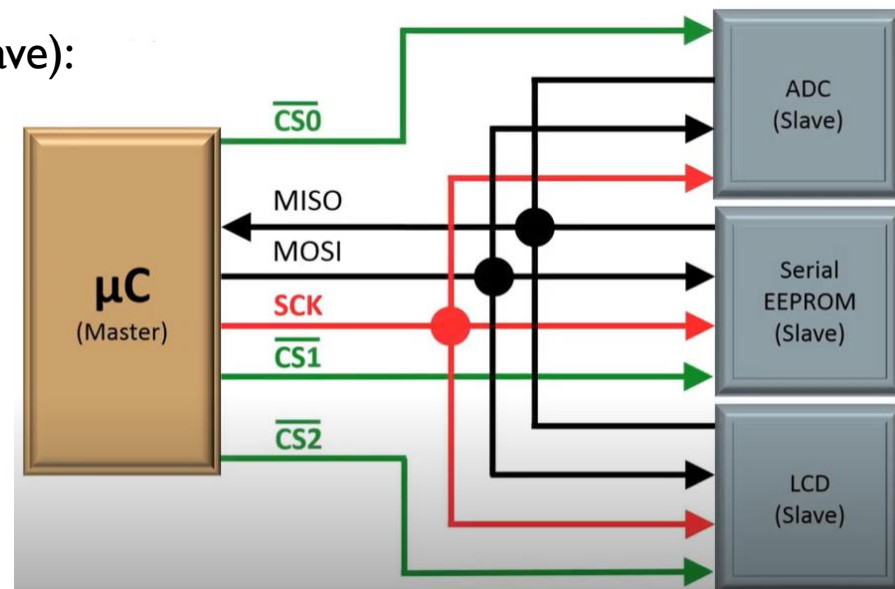 ave):
CS0
MISO
MOSI
SCK
CS1
CS2
µC
(Master)
ADC
(Slave)
Serial
EEPROM
(Slave)
LCD
(Slave)